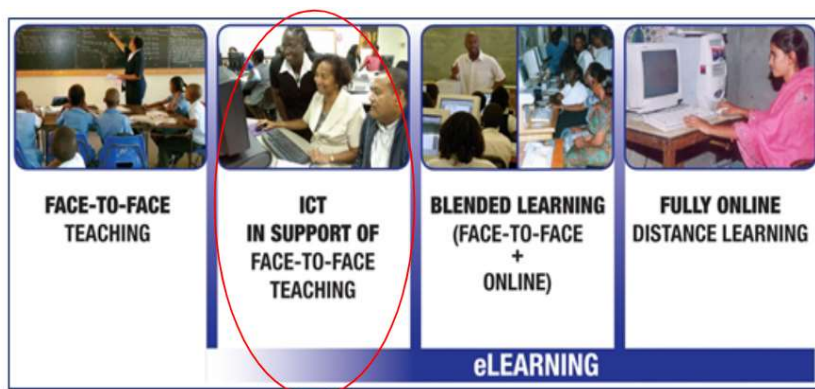 FACE-TO-FACE
TEACHING
ICT
IN SUPPORT OF
FACE-TO-FACE
TEACHING
BLENDED LEARNING
(FACE-TO-FACE
+
ONLINE)
FULLY ONLINE
DISTANCE LEARNING
eLEARNING